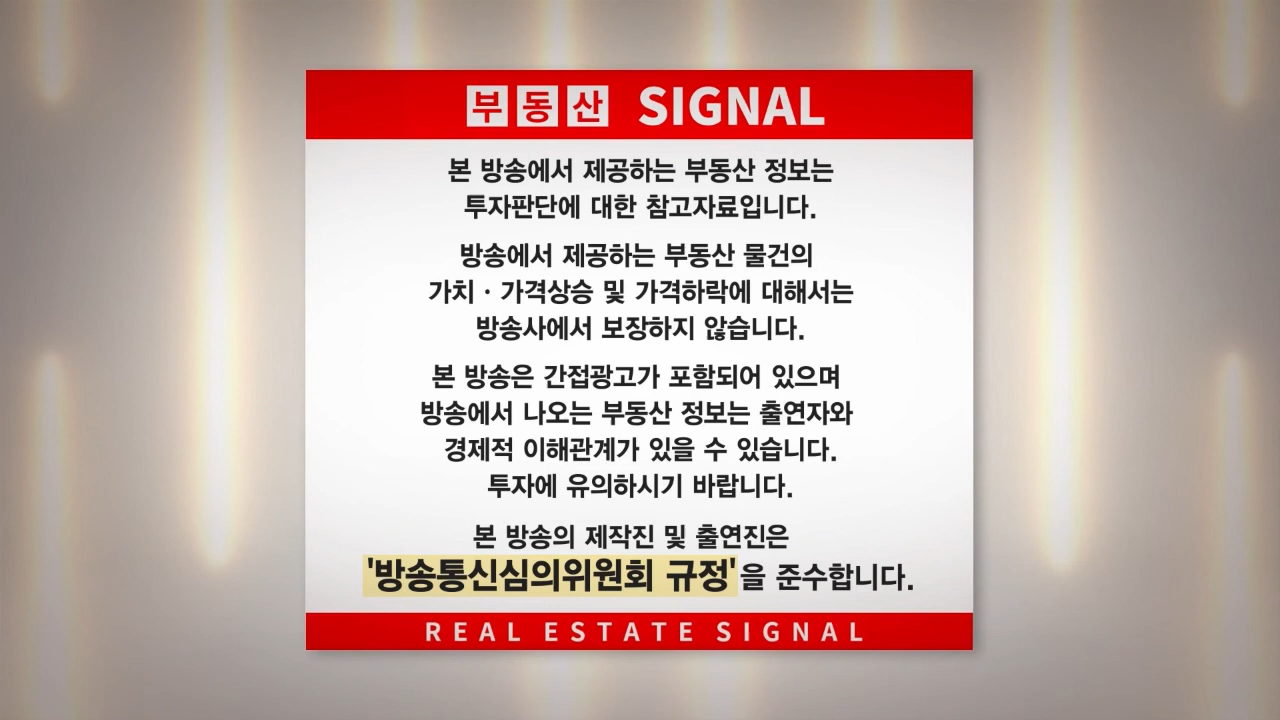 부동산 SIGNAL
본 방송에서 제공하는 부동산 정보는
투자판단에 대한 참고자료입니다.
방송에서 제공하는 부동산 물건의
가치 · 가격상승 및 가격하락에 대해서는
방송사에서 보장하지 않습니다.
본 방송은 간접광고가 포함되어 있으며
방송에서 나오는 부동산 정보는 출연자와
경제적 이해관계가 있을 수 있습니다.
투자에 유의하시기 바랍니다.
본 방송의 제작진 및 출연진은
'방송통신심의위원회 규정'을 준수합니다.
REAL ESTATE SIGNAL